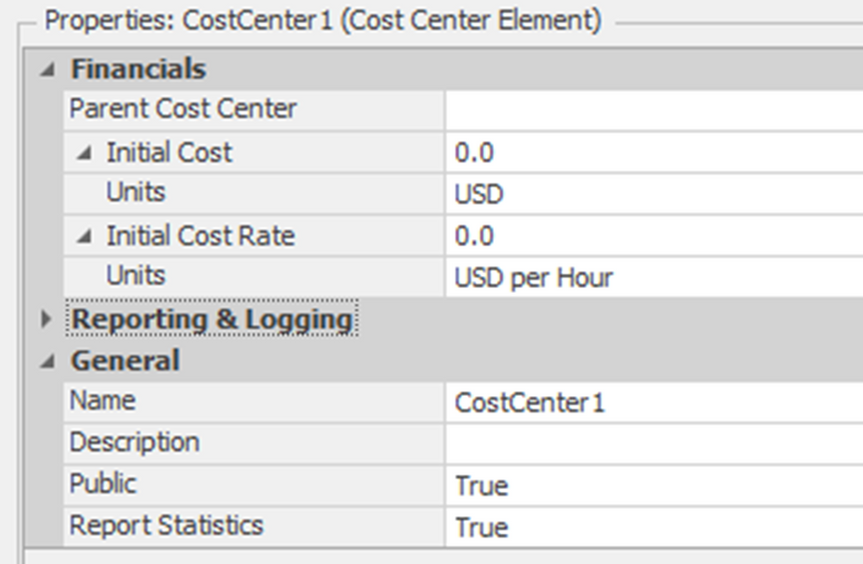 Properties: CostCenter1 (Cost Center Element)
Financials
Parent Cost Center
Initial Cost 0.0
Units USD
Initial Cost Rate 0.0
Units USD per Hour
Reporting & Logging
General
Name CostCenter1
Description
Public True
Report Statistics True